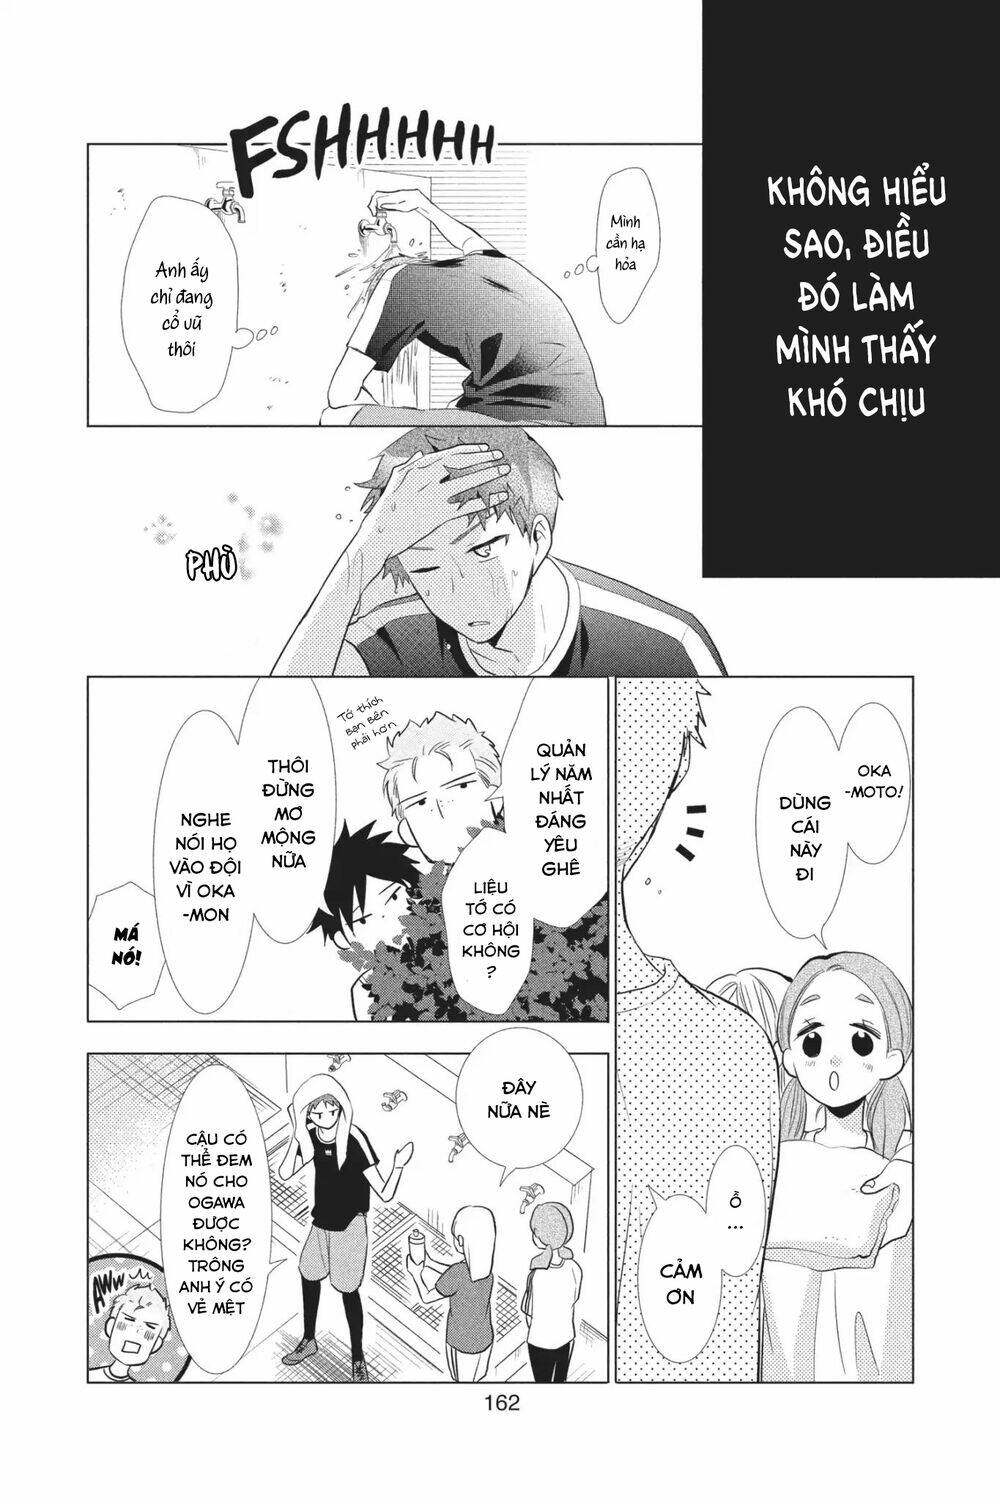 KHÔNG HIỂU
SAO, ĐIỀU
ĐÓ LÀM
MÌNH THẤY
KHÓ CHỊU
FSHHHHHH
Mình
cần hạ
hỏa
Anh ấy
chỉ đang
cổ vũ
thôi
PHÙ
OKA
-MOTO!
DÙNG
CÁI
NÀY
ĐI
Ồ
...
CẢM
ƠN
QUẢN
LÝ NĂM
NHẤT
ĐÁNG
YÊU
GHÊ
LIỆU
TỚ CÓ
CƠ HỘI
KHÔNG
?
Tớ thích
bạn bên
phải hơn
THÔI
ĐỪNG
MƠ
MỘNG
NỮA
NGHE
NÓI HỌ
VÀO ĐỘI
VÌ OKA
-MON
MÁ
NÓ!
ĐÂY
NỮA NÈ
CẬU CÓ
THỂ ĐEM
NÓ CHO
OGAWA
ĐƯỢC
KHÔNG?
TRÔNG
ANH Ý CÓ
VẺ MỆT
AWW
162